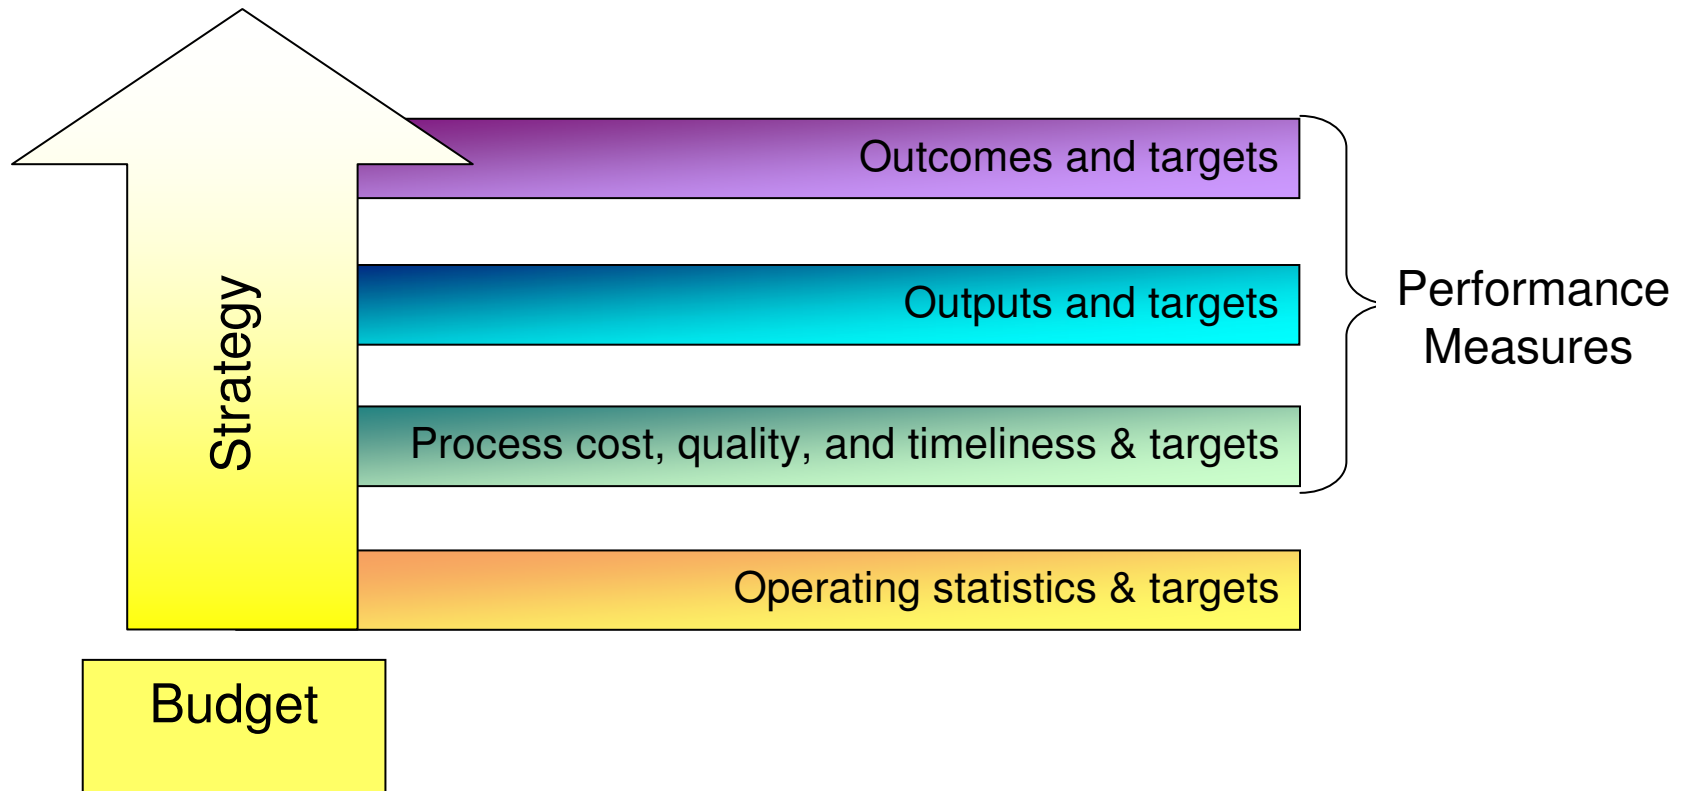 Outcomes and targets
Outputs and targets
Process cost, quality, and timeliness & targets
Operating statistics & targets
Performance
Measures
Strategy
Budget